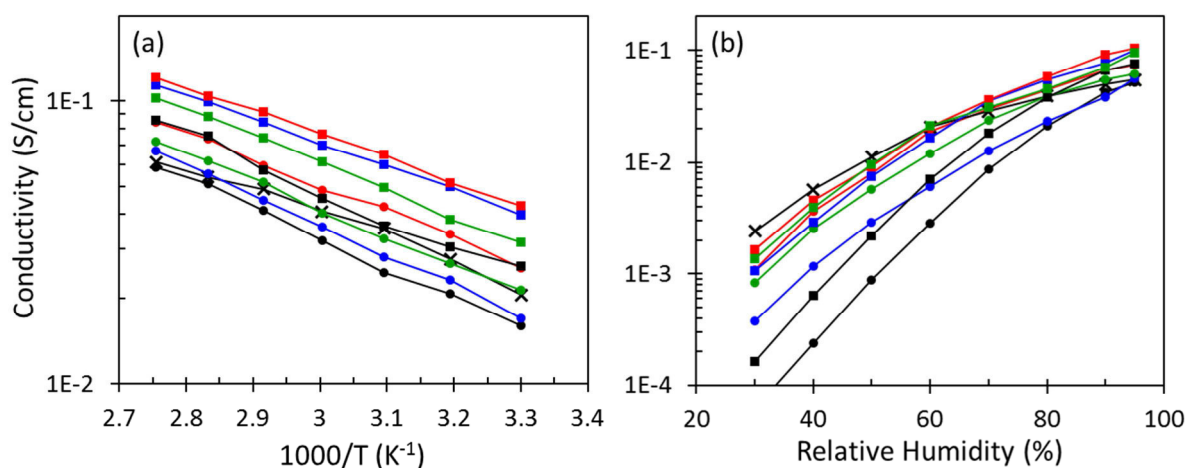 (a)
Conductivity (S/cm)
1E-1
1E-2
2.7 2.8 2.9 3 3.1 3.2 3.3 3.4
1000/T (K⁻¹)
(b)
1E-1
1E-2
1E-3
1E-4
20 40 60 80 100
Relative Humidity (%)